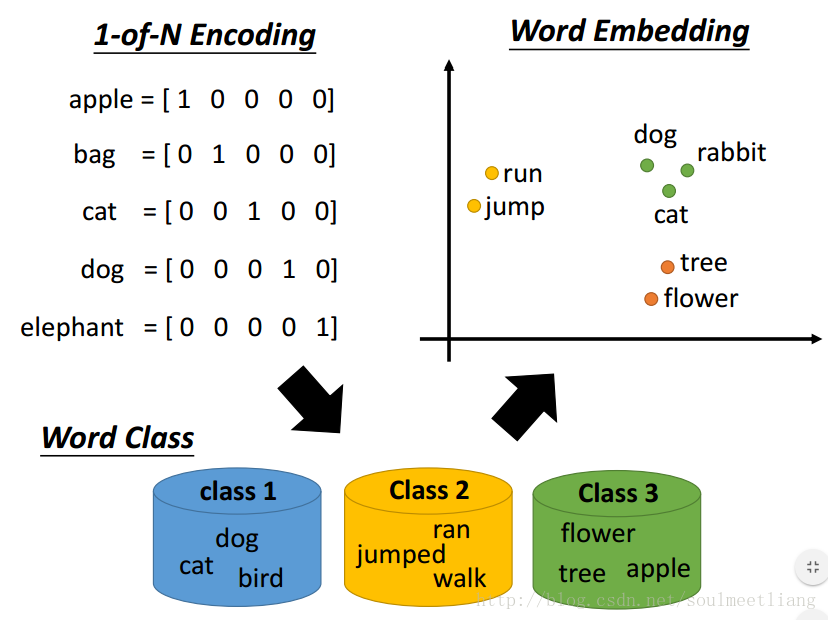 1-of-N Encoding
apple = [ 1 0 0 0 0]
bag = [ 0 1 0 0 0]
cat = [ 0 0 1 0 0]
dog = [ 0 0 0 1 0]
elephant = [ 0 0 0 0 1]
Word Embedding
dog
rabbit
run
jump
cat
tree
flower
Word Class
class 1
dog
cat
bird
Class 2
ran
jumped
walk
Class 3
flower
tree apple
http://blog.csdn.net/soulmeetliang